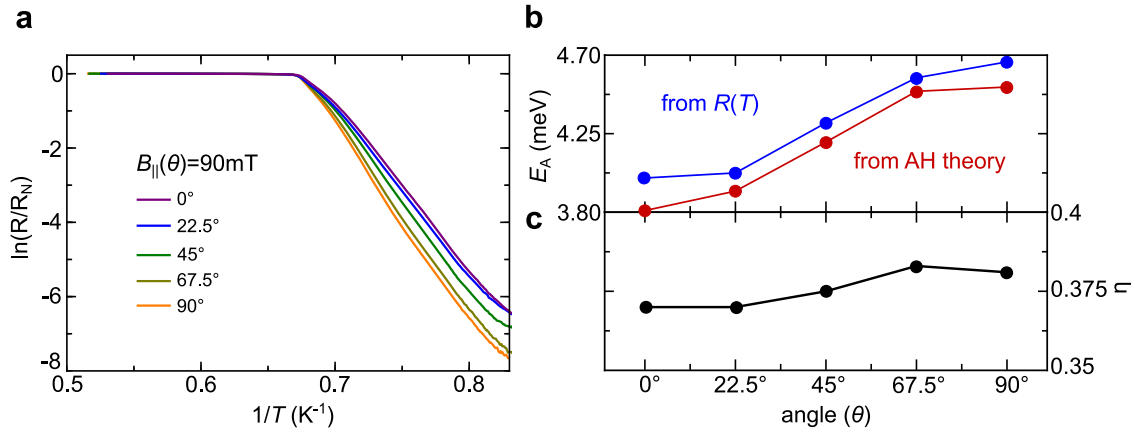 a
ln(R/R_N)
0
-2
-4
-6
-8
B_||(θ)=90mT
0°
22.5°
45°
67.5°
90°
0.5
0.6
0.7
0.8
1/T (K⁻¹)
b
4.70
4.25
3.80
E_A (meV)
from R(T)
from AH theory
c
0.4
0.375
0.35
η
0°
22.5°
45°
67.5°
90°
angle (θ)